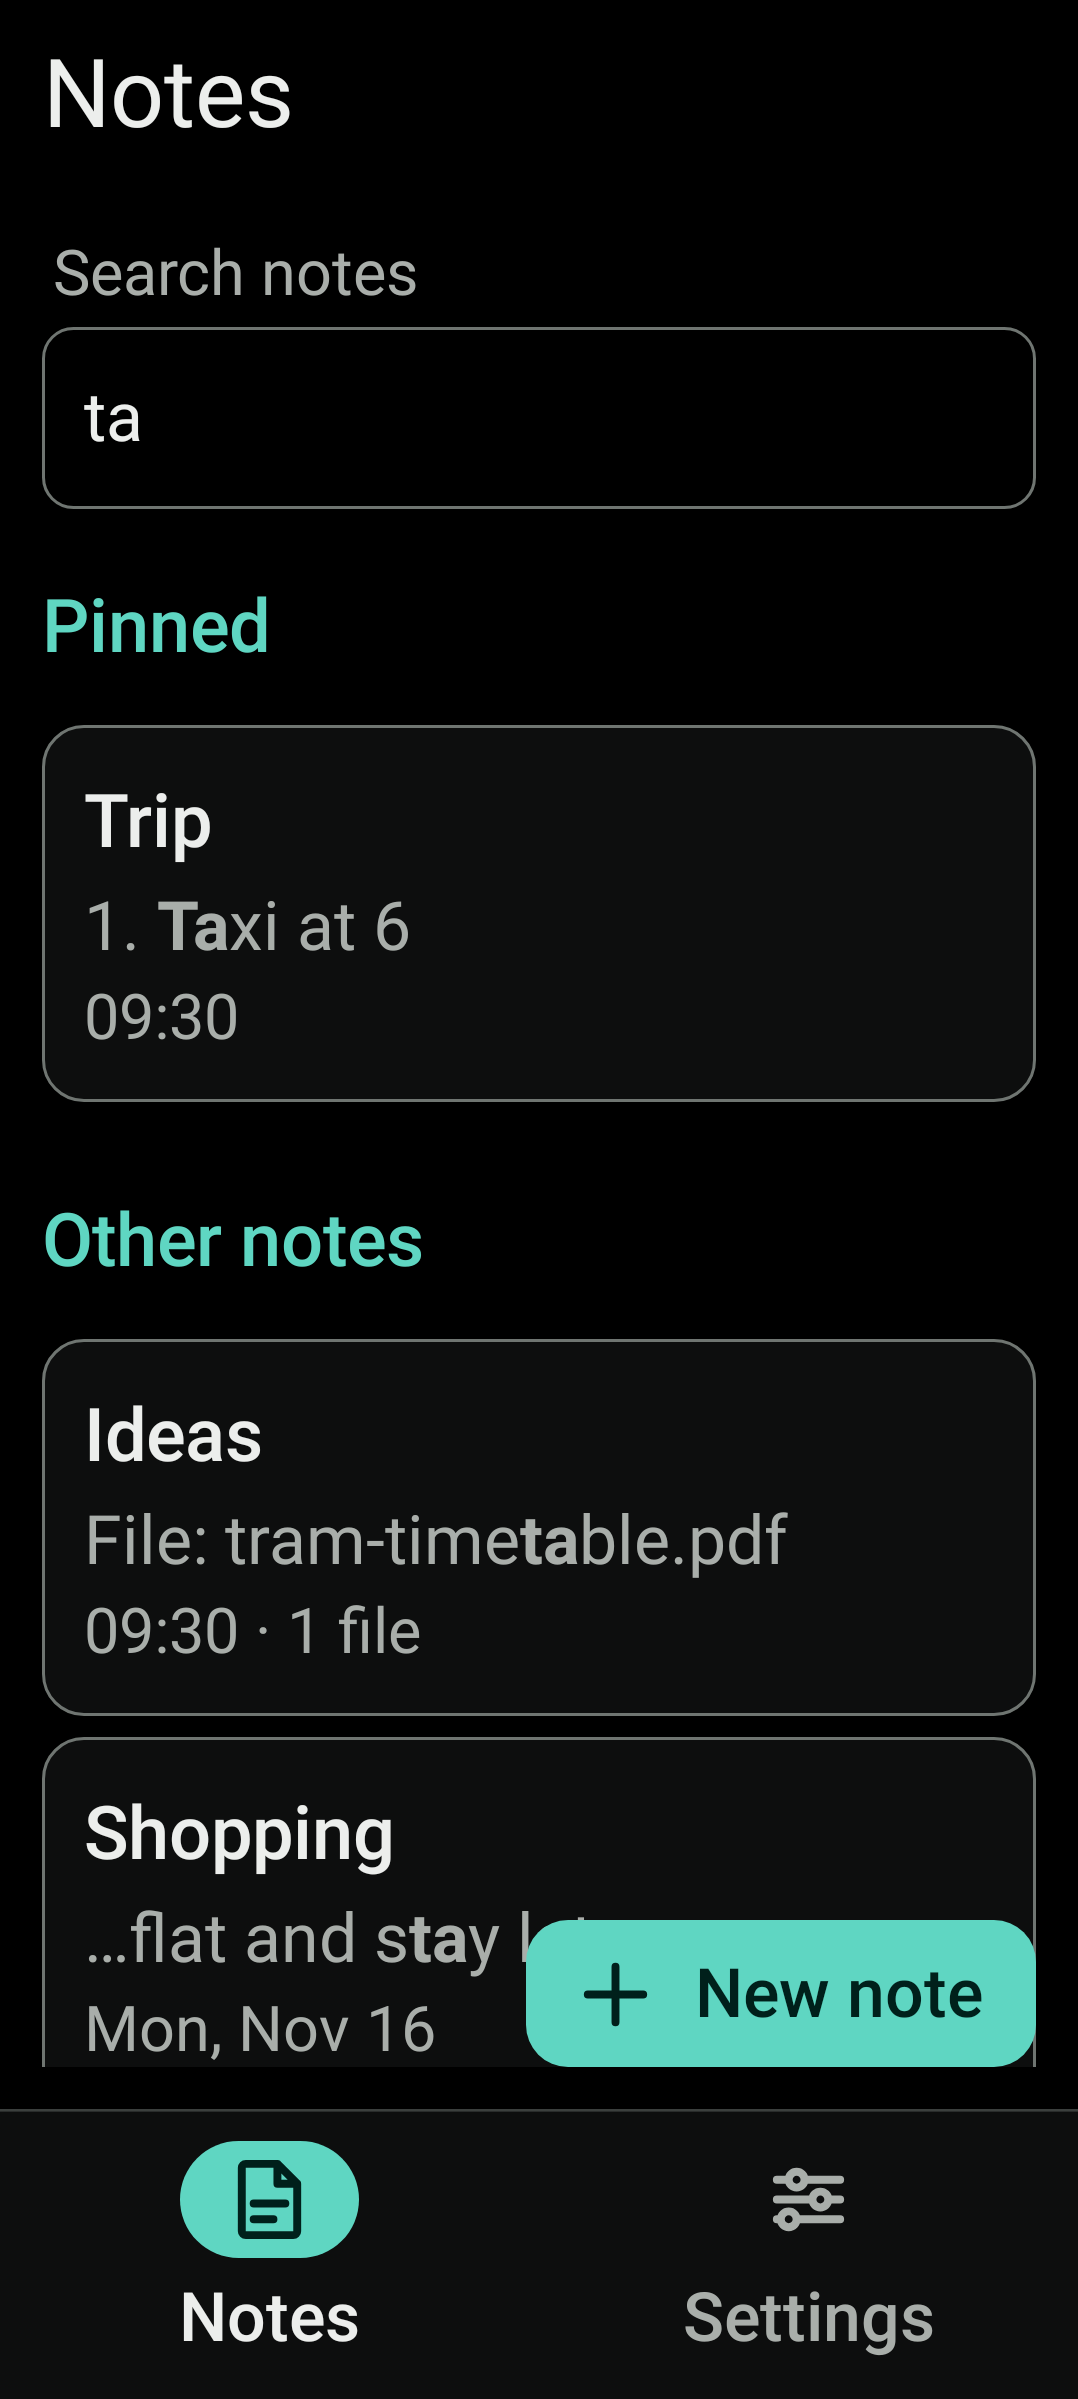 Notes
Search notes
ta
Pinned
Trip
1. Taxi at 6
09:30
Other notes
Ideas
File: tram-timetable.pdf
09:30 · 1 file
Shopping
…flat and stay
Mon, Nov 16
New note
Notes
Settings